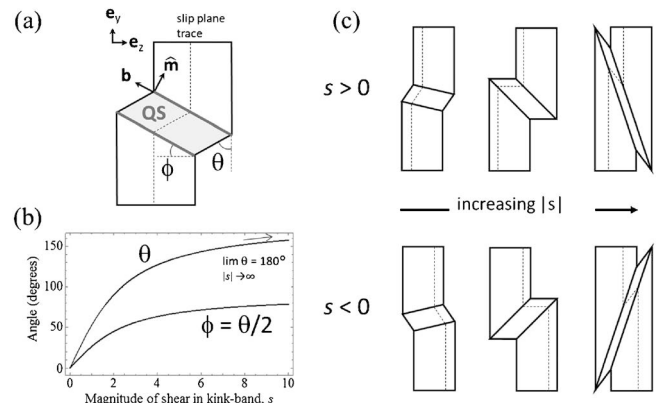 (a)
e_y
e_z
slip plane
trace
b
m̂
QS
ϕ
θ
(b)
Angle (degrees)
150
100
50
0
θ
lim θ = 180°
|s| →∞
ϕ = θ/2
0 2 4 6 8 10
Magnitude of shear in kink-band, s
(c)
s > 0
increasing |s|
s < 0